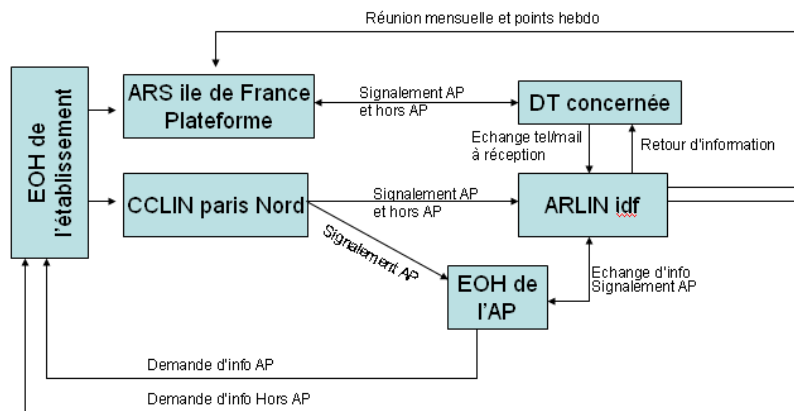 Réunion mensuelle et points hebdo
EOH de
l'établissement
ARS ile de France
Plateforme
Signalement AP
et hors AP
DT concernée
Echange tel/mail
à réception
Retour d'information
CCLIN paris Nord
Signalement AP
et hors AP
ARLIN idf
Signalement AP
EOH de
l'AP
Echange d'info
Signalement AP
Demande d'info AP
Demande d'info Hors AP